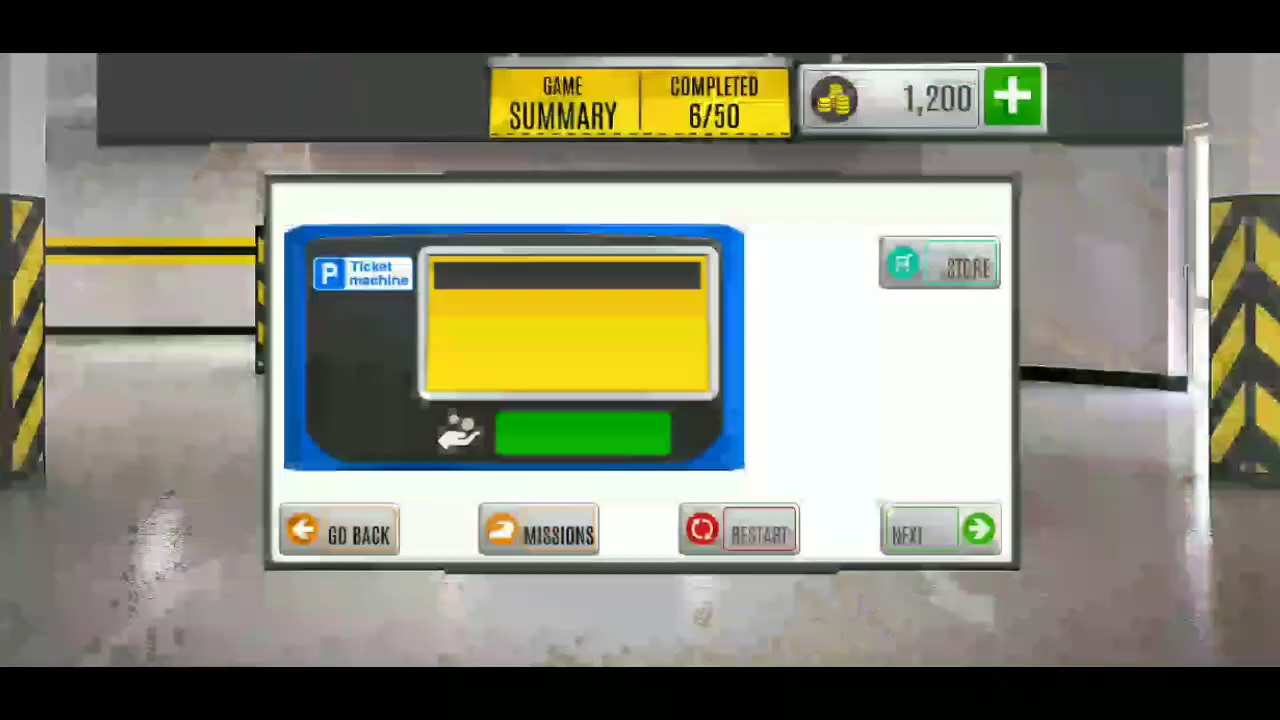 GAME
SUMMARY
COMPLETED
6/50
1,200
P
Ticket
machine
STORE
GO BACK
MISSIONS
RESTART
NEXT